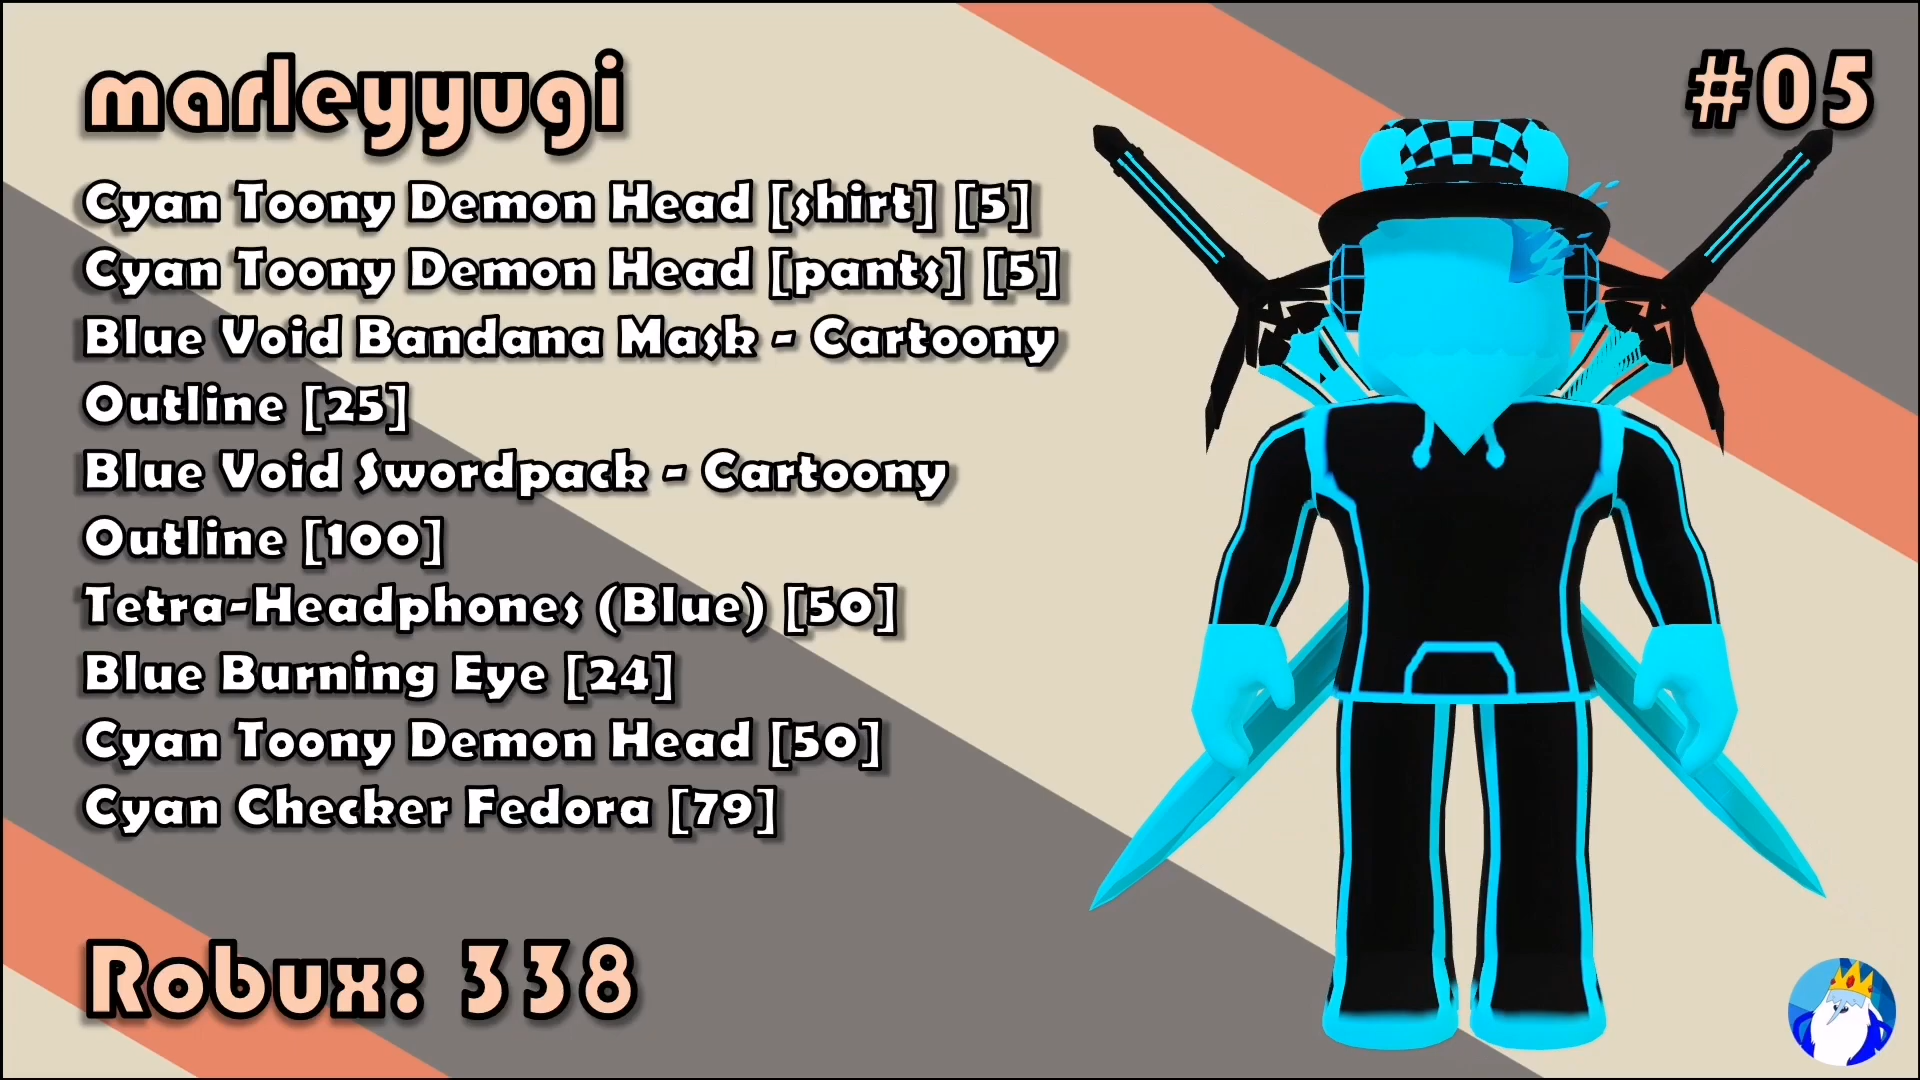 marleyyugi
#05
Cyan Toony Demon Head [shirt] [5]
Cyan Toony Demon Head [pants] [5]
Blue Void Bandana Mask - Cartoony
Outline [25]
Blue Void Swordpack - Cartoony
Outline [100]
Tetra-Headphones (Blue) [50]
Blue Burning Eye [24]
Cyan Toony Demon Head [50]
Cyan Checker Fedora [79]
Robux: 338